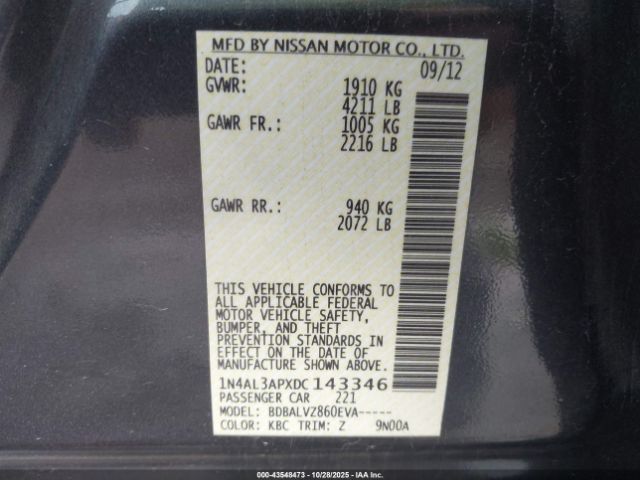 MFD BY NISSAN MOTOR CO., LTD.
DATE: 09/12
GVWR: 1910 KG
4211 LB
GAWR FR.: 1005 KG
2216 LB
GAWR RR.: 940 KG
2072 LB
THIS VEHICLE CONFORMS TO
ALL APPLICABLE FEDERAL
MOTOR VEHICLE SAFETY,
BUMPER, AND THEFT
PREVENTION STANDARDS IN
EFFECT ON THE DATE OF
MANUFACTURE SHOWN ABOVE.
1N4AL3APXDC143346
PASSENGER CAR 221
MODEL: BDBALVZ860EVA-----
COLOR: KBC TRIM: Z 9N00A
© 00-43548473 | 10/28/2025 | © IAA Holdings, LLC